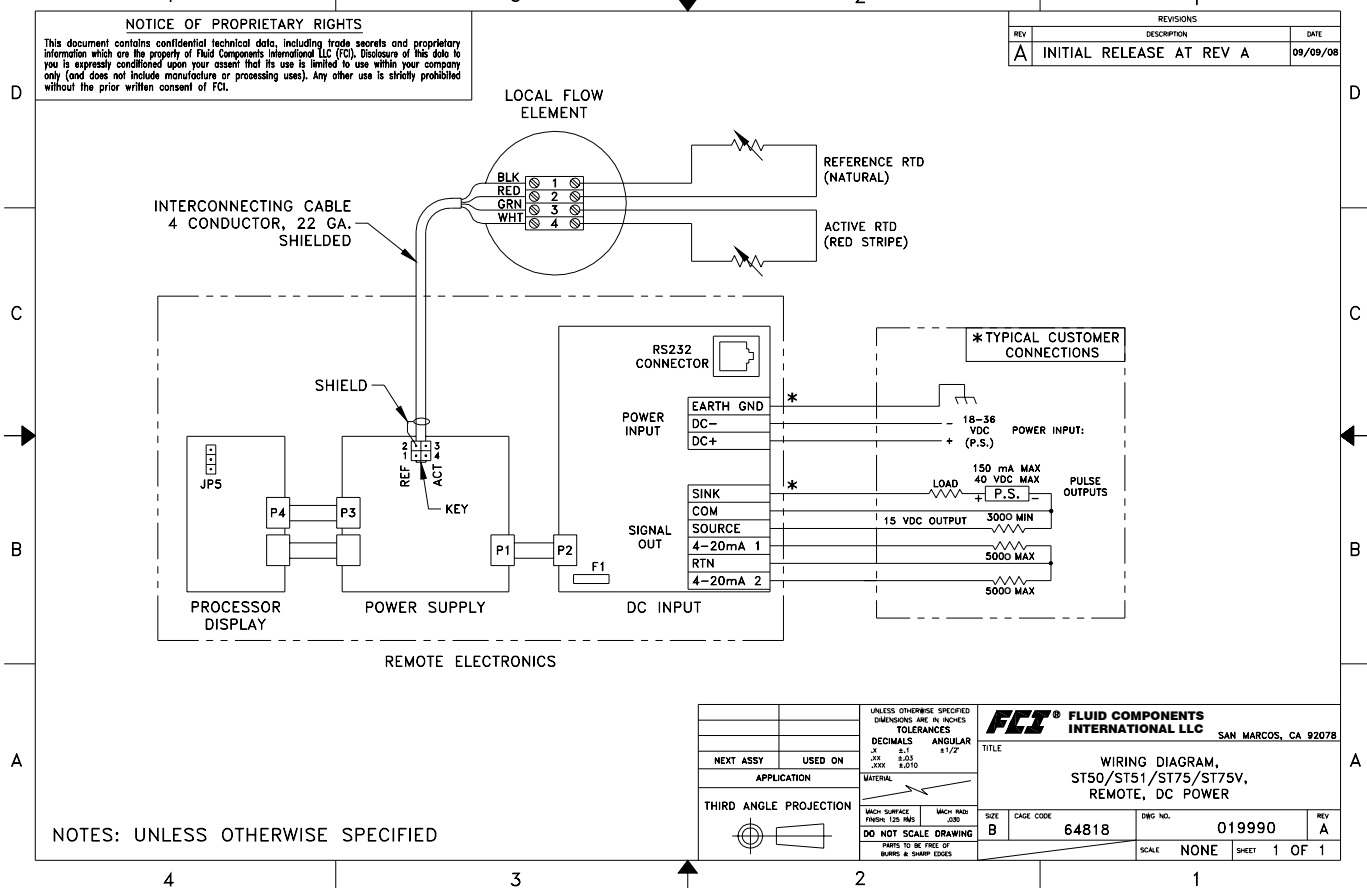 NOTICE OF PROPRIETARY RIGHTS
This document contains confidential technical data, including trade secrets and proprietary
information which are the property of Fluid Components International LLC (FCI). Disclosure of this data to
you is expressly conditioned upon your assent that its use is limited to use within your company
only (and does not include manufacture or processing uses). Any other use is strictly prohibited
without the prior written consent of FCI.
REVISIONS
REV DESCRIPTION DATE
A INITIAL RELEASE AT REV A 09/09/08
D
D
LOCAL FLOW
ELEMENT
BLK 1
RED 2
GRN 3
WHT 4
REFERENCE RTD
(NATURAL)
ACTIVE RTD
(RED STRIPE)
INTERCONNECTING CABLE
4 CONDUCTOR, 22 GA.
SHIELDED
C
C
RS232
CONNECTOR
*TYPICAL CUSTOMER
CONNECTIONS
SHIELD
POWER
INPUT
EARTH GND
DC-
DC+
*
- 18-36
VDC
+ (P.S.)
POWER INPUT:
2 3
1 4
REF
ACT
KEY
JP5
P4
P3
P1
P2
F1
SIGNAL
OUT
SINK
COM
SOURCE
4-20mA 1
RTN
4-20mA 2
*
LOAD
150 mA MAX
40 VDC MAX
+ P.S. -
PULSE
OUTPUTS
15 VDC OUTPUT
300Ω MIN
500Ω MAX
500Ω MAX
B
B
PROCESSOR
DISPLAY
POWER SUPPLY
DC INPUT
REMOTE ELECTRONICS
A
A
NOTES: UNLESS OTHERWISE SPECIFIED
NEXT ASSY USED ON
APPLICATION
THIRD ANGLE PROJECTION
UNLESS OTHERWISE SPECIFIED
DIMENSIONS ARE IN INCHES
TOLERANCES
DECIMALS ANGULAR
.X ±.1 ±1/2°
.XX ±.03
.XXX ±.010
MATERIAL
MACH SURFACE
FINISH: 125 RMS
MACH RAD:
.030
DO NOT SCALE DRAWING
PARTS TO BE FREE OF
BURRS & SHARP EDGES
FCI® FLUID COMPONENTS
INTERNATIONAL LLC
SAN MARCOS, CA 92078
TITLE
WIRING DIAGRAM,
ST50/ST51/ST75/ST75V,
REMOTE, DC POWER
SIZE
B
CAGE CODE
64818
DWG NO.
019990
REV
A
SCALE NONE
SHEET 1 OF 1
4
3
2
1